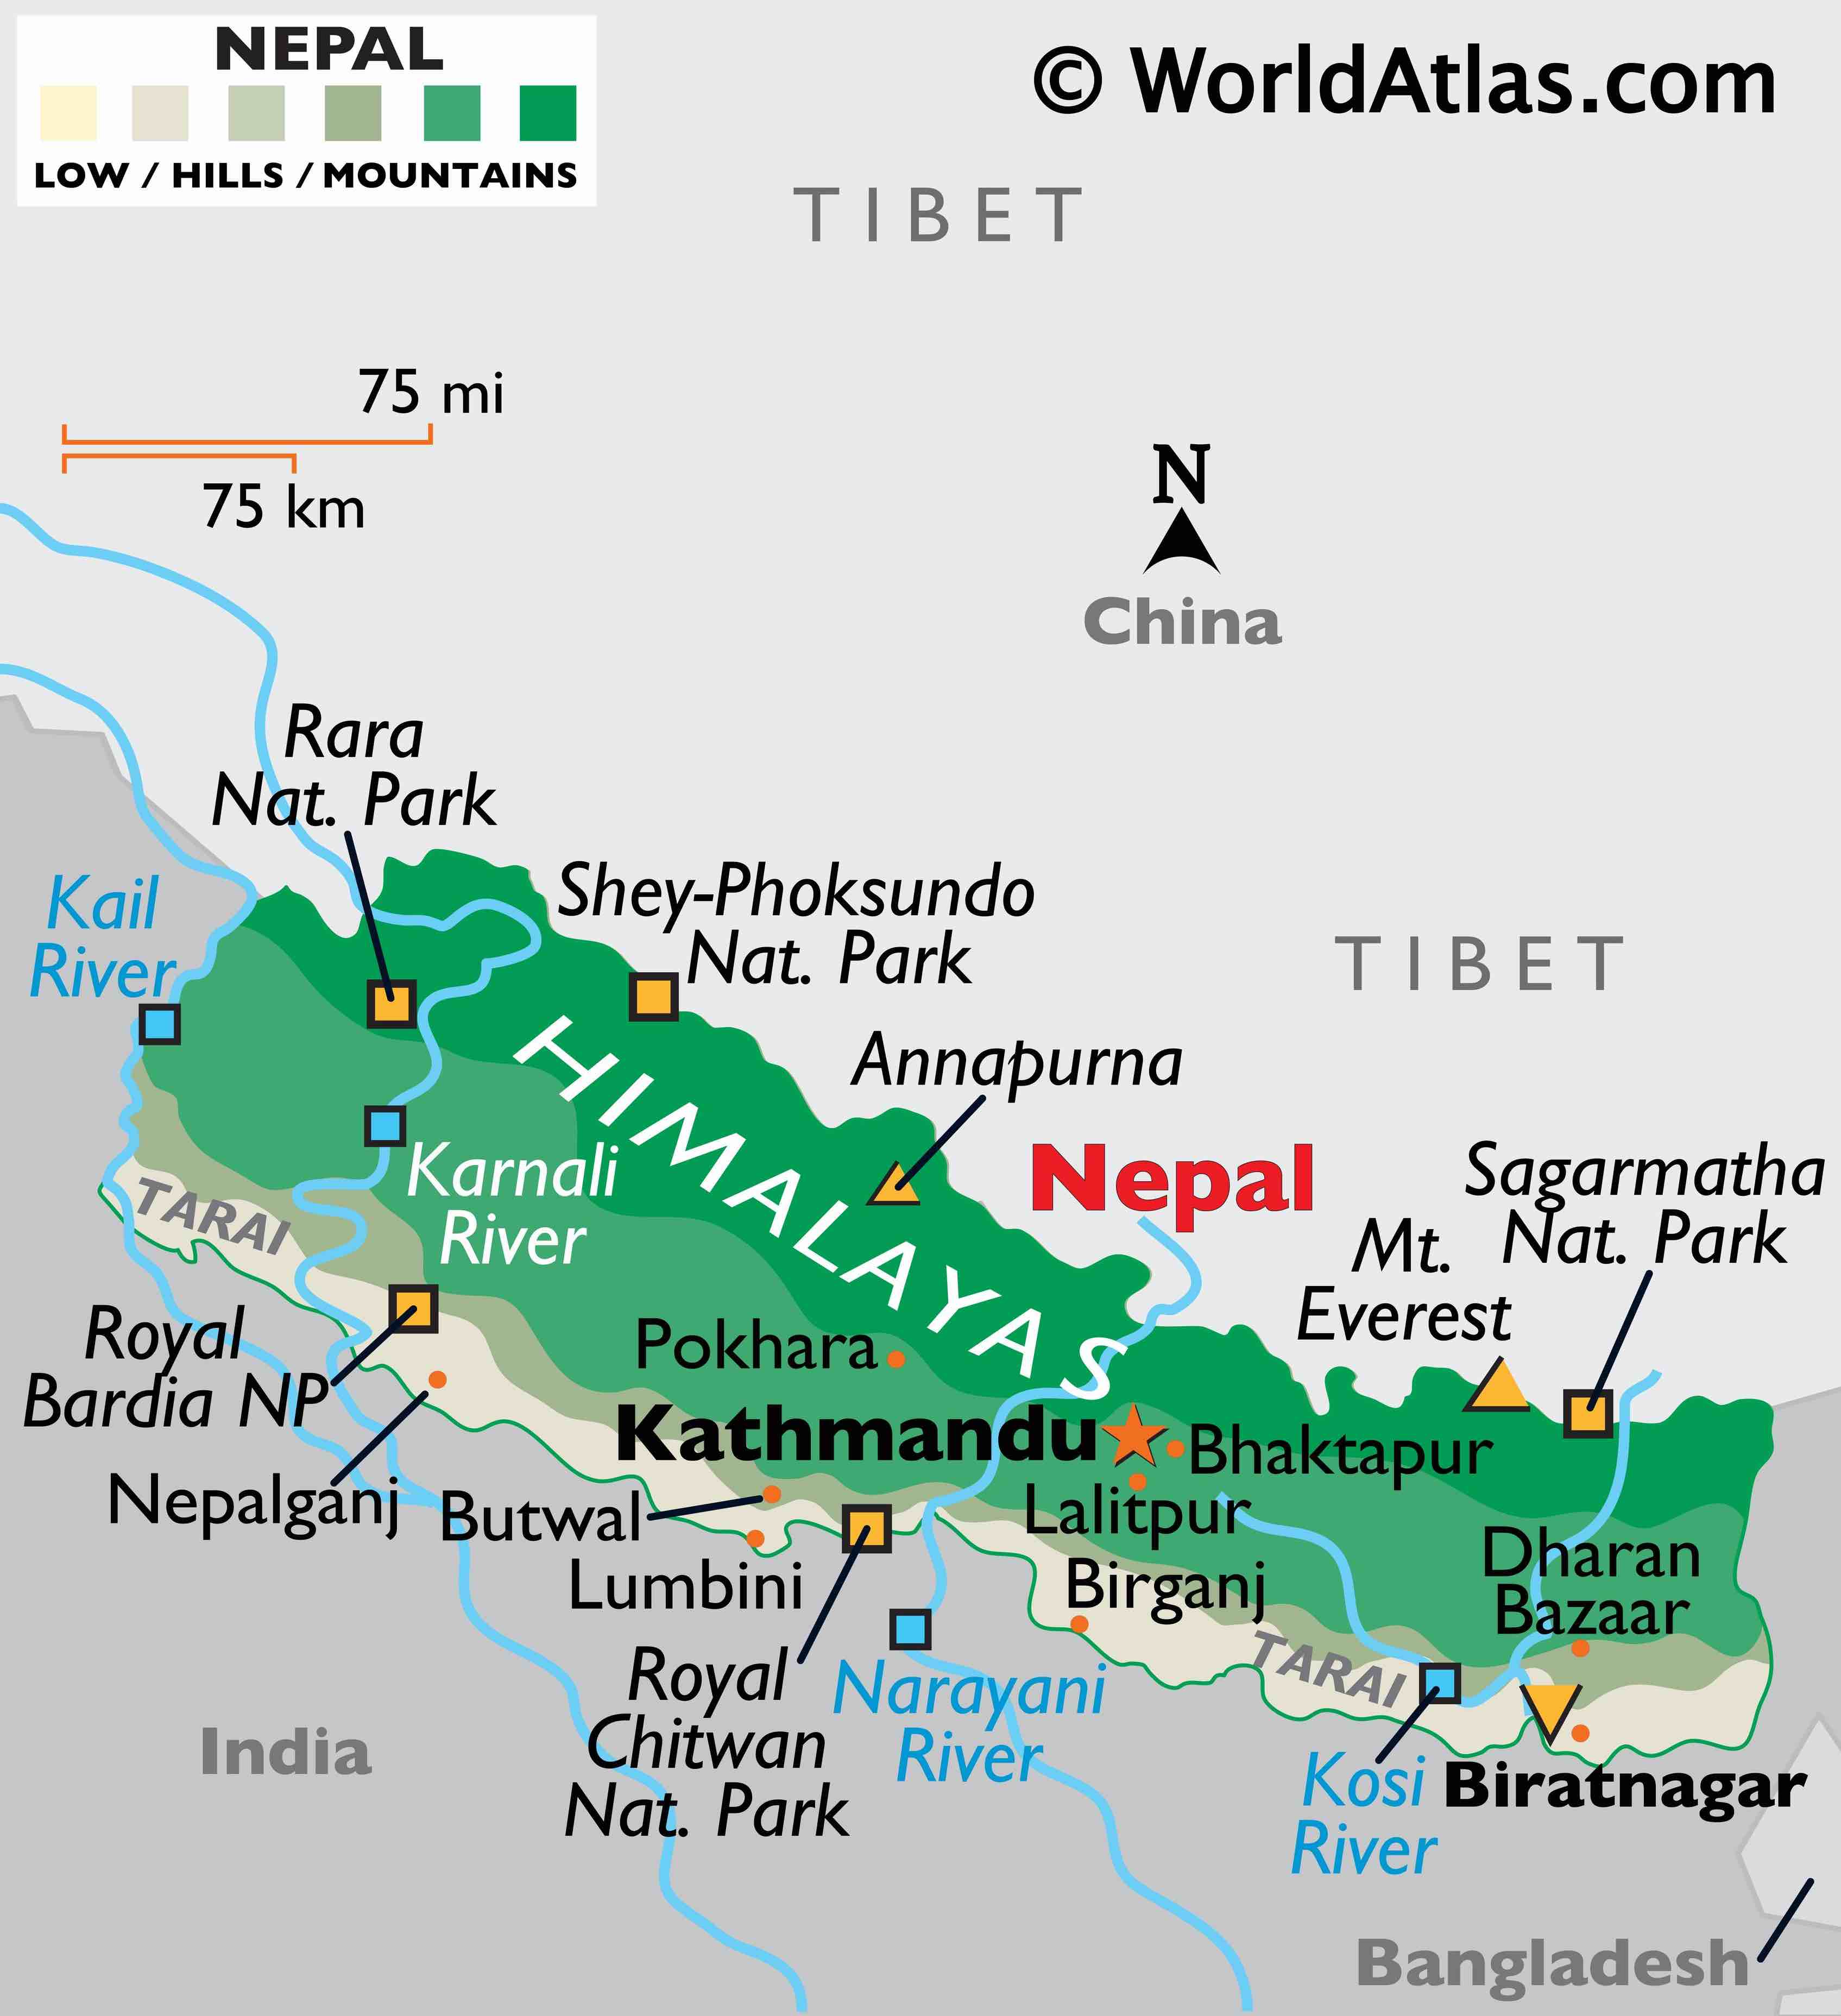 NEPAL
LOW / HILLS / MOUNTAINS
© WorldAtlas.com
TIBET
75 mi
75 km
N
China
Rara
Nat. Park
Kail
River
Shey-Phoksundo
Nat. Park
TIBET
HIMALAYAS
Annapurna
Nepal
Karnali
River
Sagarmatha
Nat. Park
Mt.
Everest
TARAI
Royal
Bardia NP
Pokhara
Kathmandu
Bhaktapur
Nepalganj
Butwal
Lalitpur
Lumbini
Birganj
Dharan
Bazaar
TARAI
Royal
Chitwan
Nat. Park
Narayani
River
India
Kosi
River
Biratnagar
Bangladesh